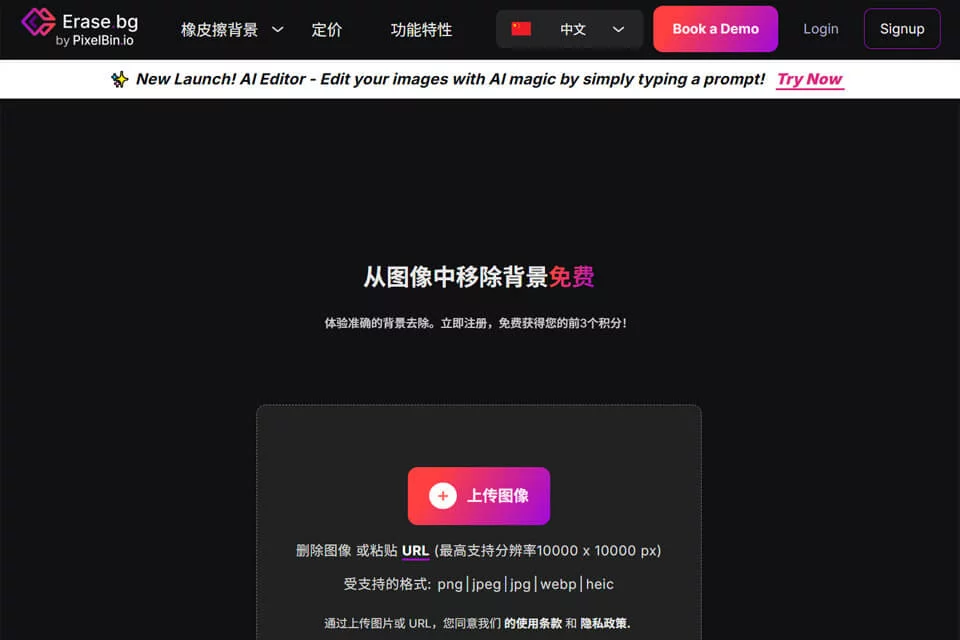 Erase bg
by PixelBin.io
橡皮擦背景
定价
功能特性
中文
Book a Demo
Login
Signup
New Launch! AI Editor - Edit your images with AI magic by simply typing a prompt! Try Now
从图像中移除背景免费
体验准确的背景去除。立即注册，免费获得您的前3个积分！
上传图像
删除图像 或粘贴 URL (最高支持分辨率10000 x 10000 px)
受支持的格式: png|jpeg|jpg|webp|heic
通过上传图片或 URL，您同意我们 的使用条款 和 隐私政策.